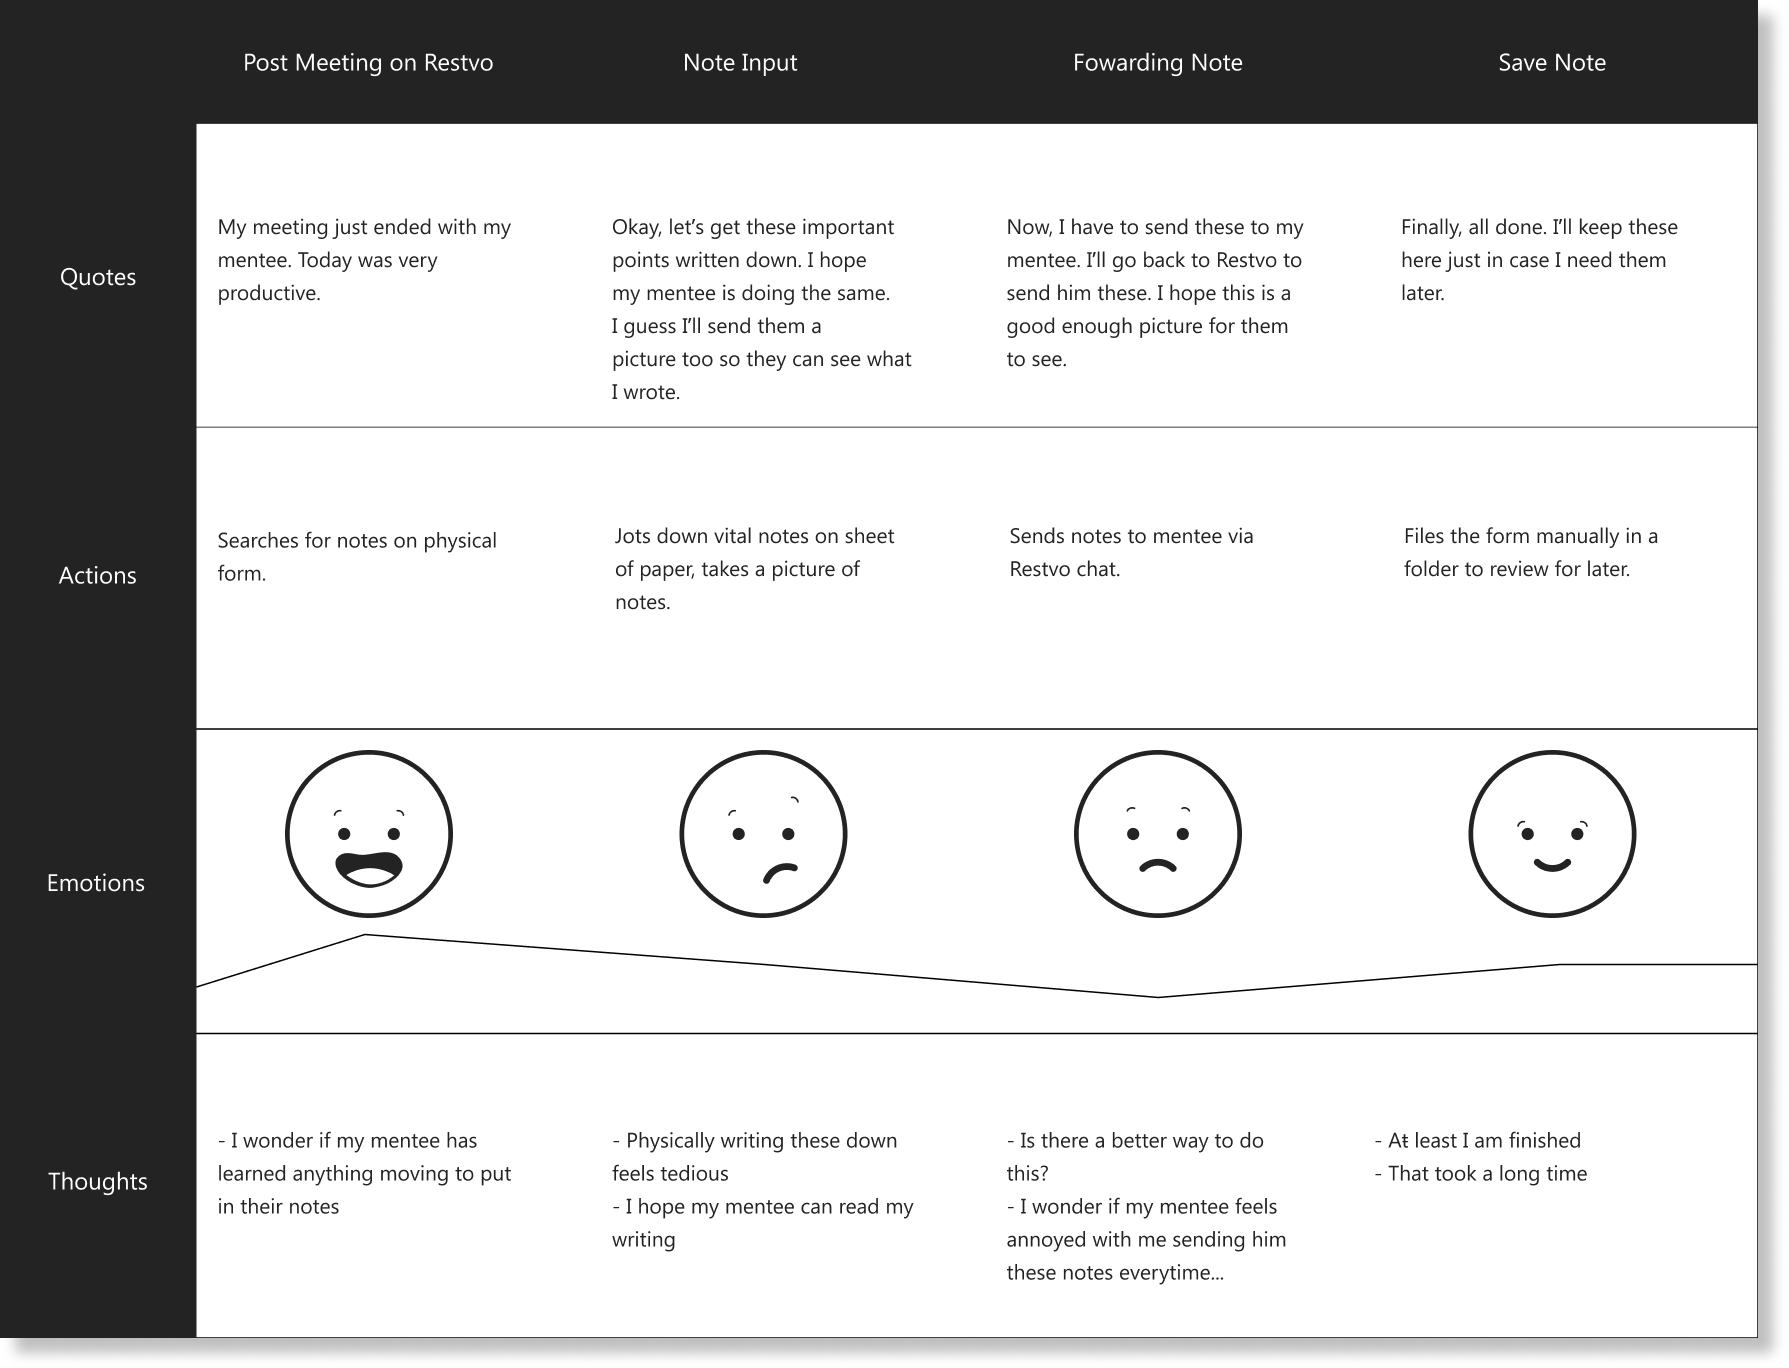 Post Meeting on Restvo
Note Input
Fowarding Note
Save Note
Quotes
My meeting just ended with my
mentee. Today was very
productive.
Okay, let’s get these important
points written down. I hope
my mentee is doing the same.
I guess I’ll send them a
picture too so they can see what
I wrote.
Now, I have to send these to my
mentee. I’ll go back to Restvo to
send him these. I hope this is a
good enough picture for them
to see.
Finally, all done. I’ll keep these
here just in case I need them
later.
Actions
Searches for notes on physical
form.
Jots down vital notes on sheet
of paper, takes a picture of
notes.
Sends notes to mentee via
Restvo chat.
Files the form manually in a
folder to review for later.
Emotions
Thoughts
- I wonder if my mentee has
learned anything moving to put
in their notes
- Physically writing these down
feels tedious
- I hope my mentee can read my
writing
- Is there a better way to do
this?
- I wonder if my mentee feels
annoyed with me sending him
these notes everytime...
- At least I am finished
- That took a long time